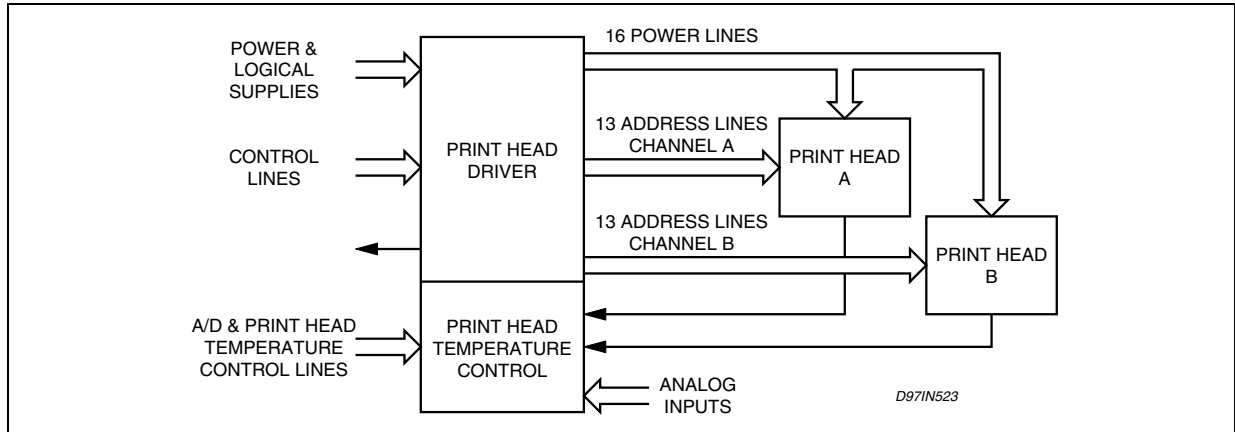 POWER &
LOGICAL
SUPPLIES
16 POWER LINES
CONTROL
LINES
PRINT HEAD
DRIVER
13 ADDRESS LINES
CHANNEL A
PRINT HEAD
A
13 ADDRESS LINES
CHANNEL B
PRINT HEAD
B
A/D & PRINT HEAD
TEMPERATURE
CONTROL LINES
PRINT HEAD
TEMPERATURE
CONTROL
ANALOG
INPUTS
D97IN523